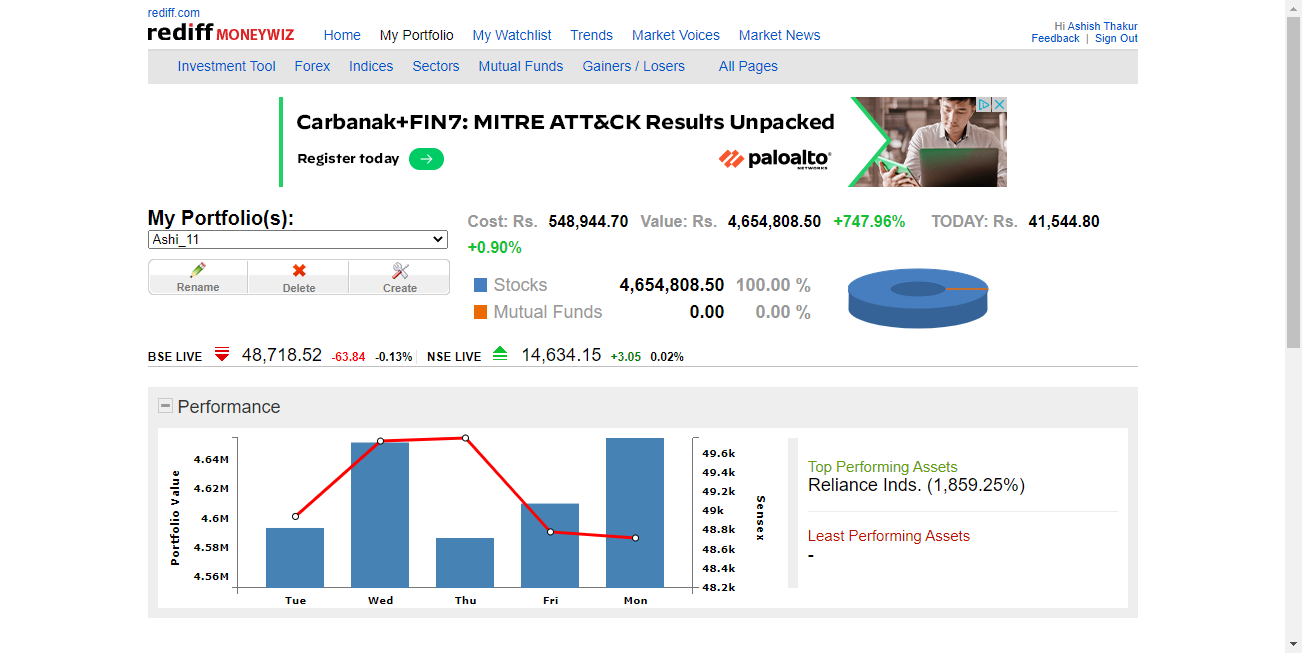 rediff.com
rediff MONEYWIZ
Home My Portfolio My Watchlist Trends Market Voices Market News
Hi Ashish Thakur
Feedback | Sign Out
Investment Tool Forex Indices Sectors Mutual Funds Gainers / Losers All Pages
Carbanak+FIN7: MITRE ATT&CK Results Unpacked
Register today
paloalto
NETWORKS
My Portfolio(s):
Ashi_11
Rename Delete Create
Cost: Rs. 548,944.70 Value: Rs. 4,654,808.50 +747.96% TODAY: Rs. 41,544.80
+0.90%
Stocks 4,654,808.50 100.00 %
Mutual Funds 0.00 0.00 %
BSE LIVE 48,718.52 -63.84 -0.13% NSE LIVE 14,634.15 +3.05 0.02%
Performance
Portfolio Value
4.64M
4.62M
4.6M
4.58M
4.56M
Tue Wed Thu Fri Mon
49.6k
49.4k
49.2k
49k
48.8k
48.6k
48.4k
48.2k
Sensex
Top Performing Assets
Reliance Inds. (1,859.25%)
Least Performing Assets
-